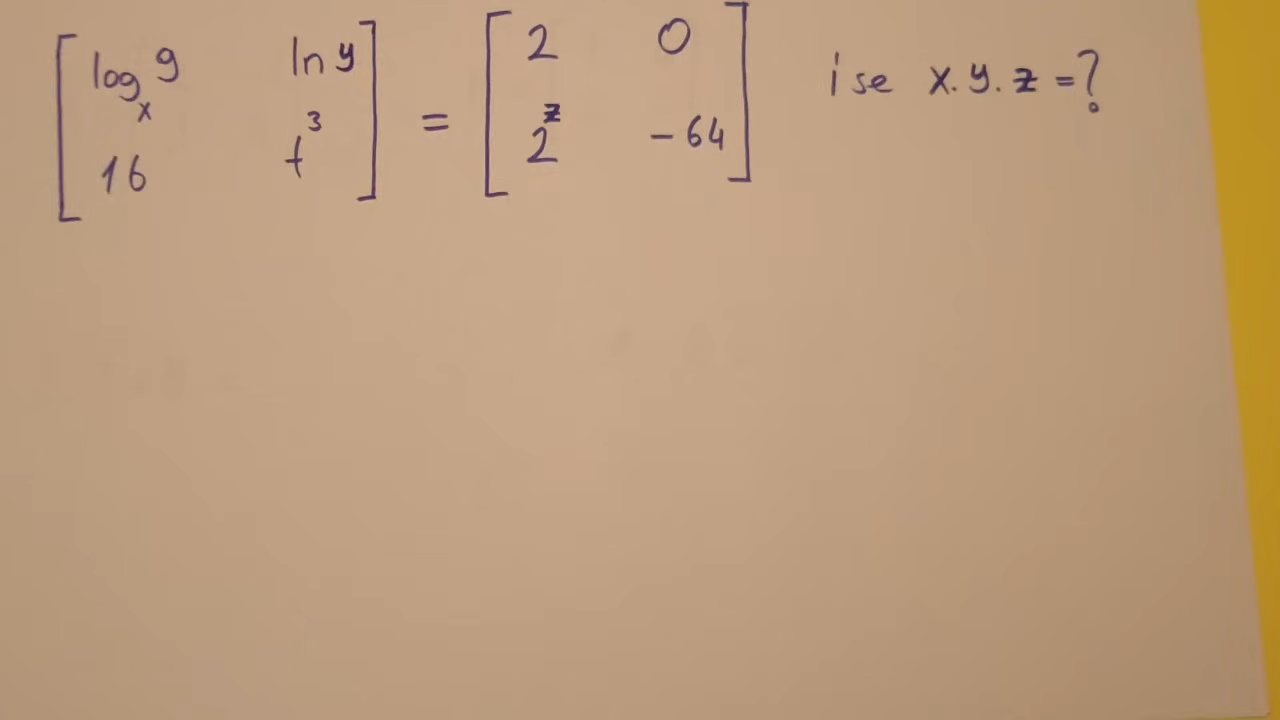 [log_x 9  ln y] = [2  0]  ise x.y.z=?
[16  t^3]  [2^z  -64]